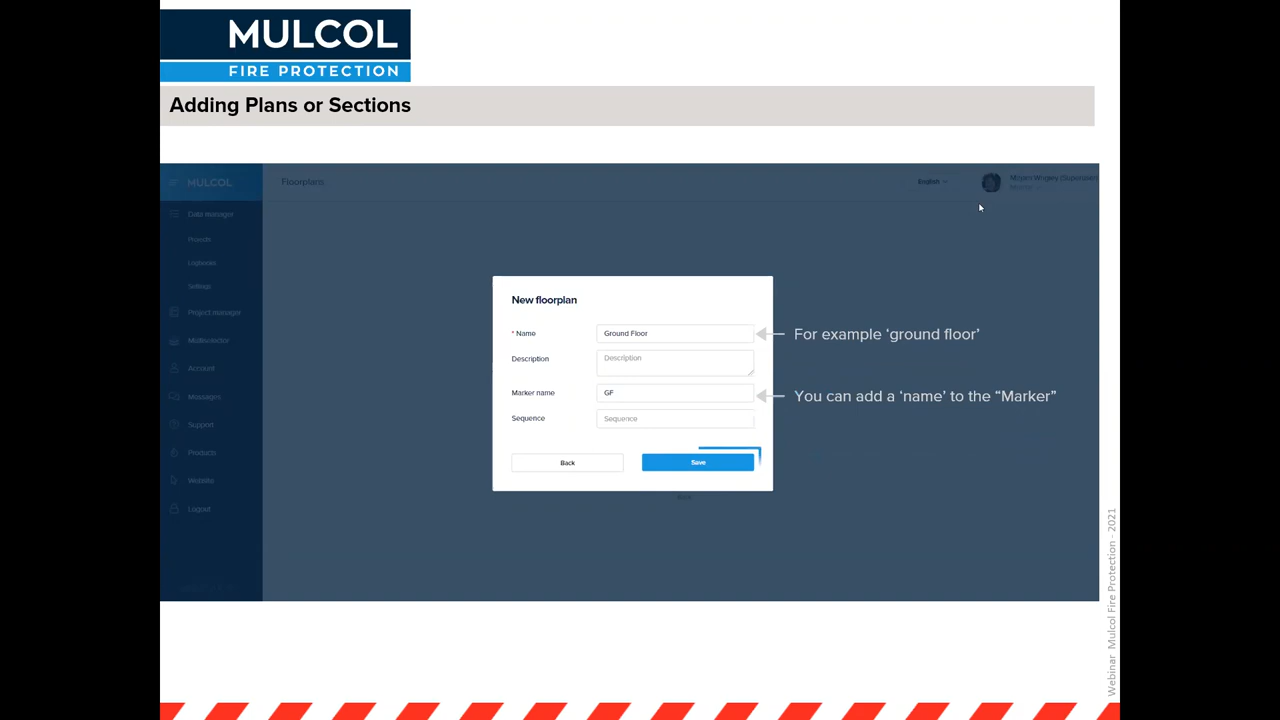 MULCOL
FIRE PROTECTION
Adding Plans or Sections
MULCOL
Floorplans
English
Data manager
Projects
Logbooks
Settings
Project manager
Account
Messages
Support
Products
Website
Logout
New floorplan
* Name
Ground Floor
For example ‘ground floor’
Description
Description
Marker name
GF
You can add a ‘name’ to the “Marker”
Sequence
Sequence
Back
Save
Webinar Mulcol Fire Protection - 2021